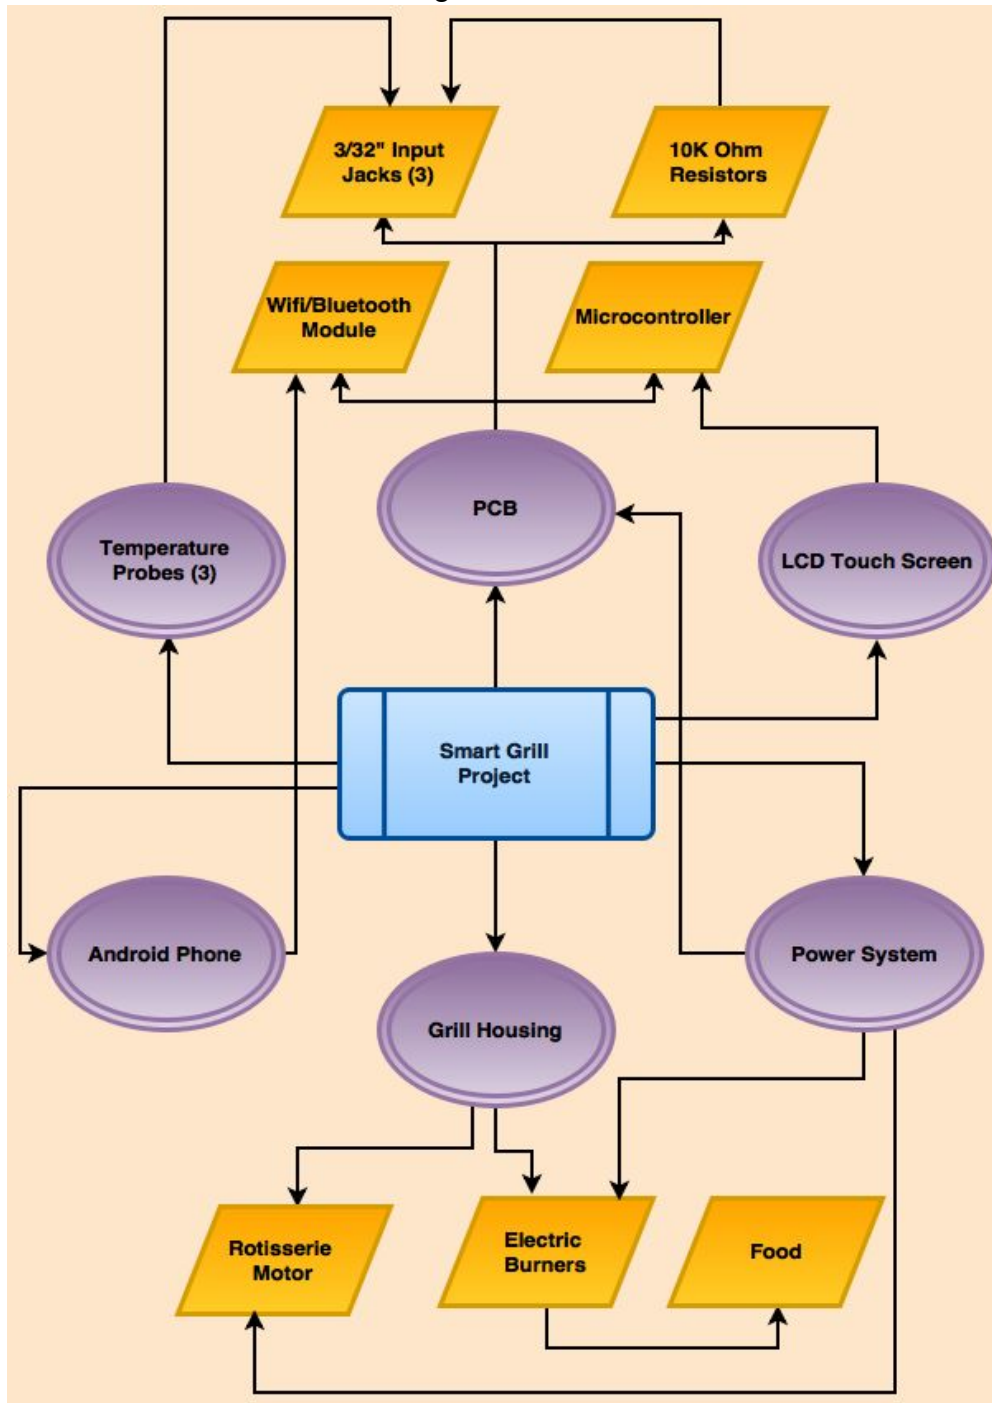 3/32" Input
Jacks (3)
10K Ohm
Resistors
Wifi/Bluetooth
Module
Microcontroller
PCB
Temperature
Probes (3)
LCD Touch Screen
Smart Grill
Project
Android Phone
Power System
Grill Housing
Rotisserie
Motor
Electric
Burners
Food